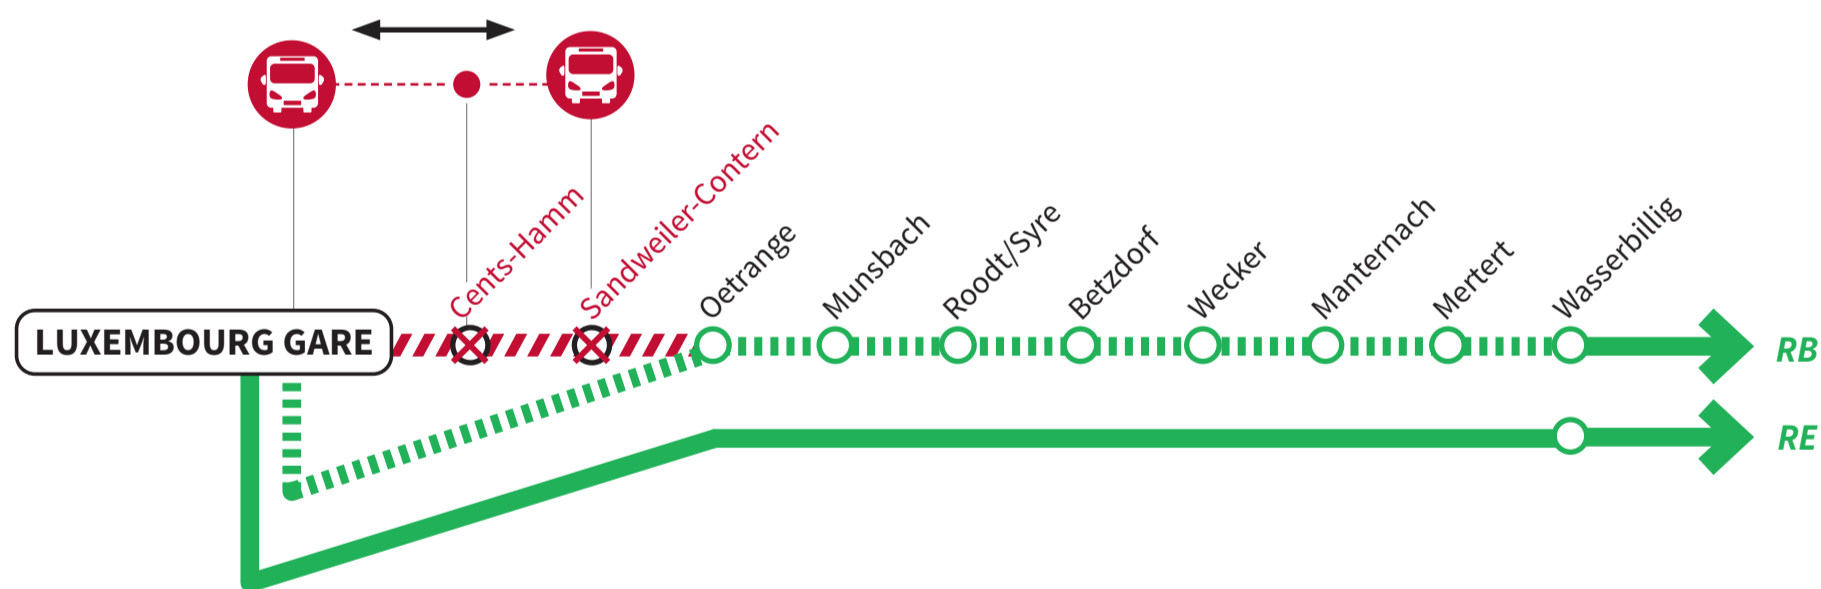 LUXEMBOURG GARE
Cents-Hamm
Sandweiler-Contern
Oetrange
Munsbach
Roodt/Syre
Betzdorf
Wecker
Manternach
Mertert
Wasserbillig
RB
RE